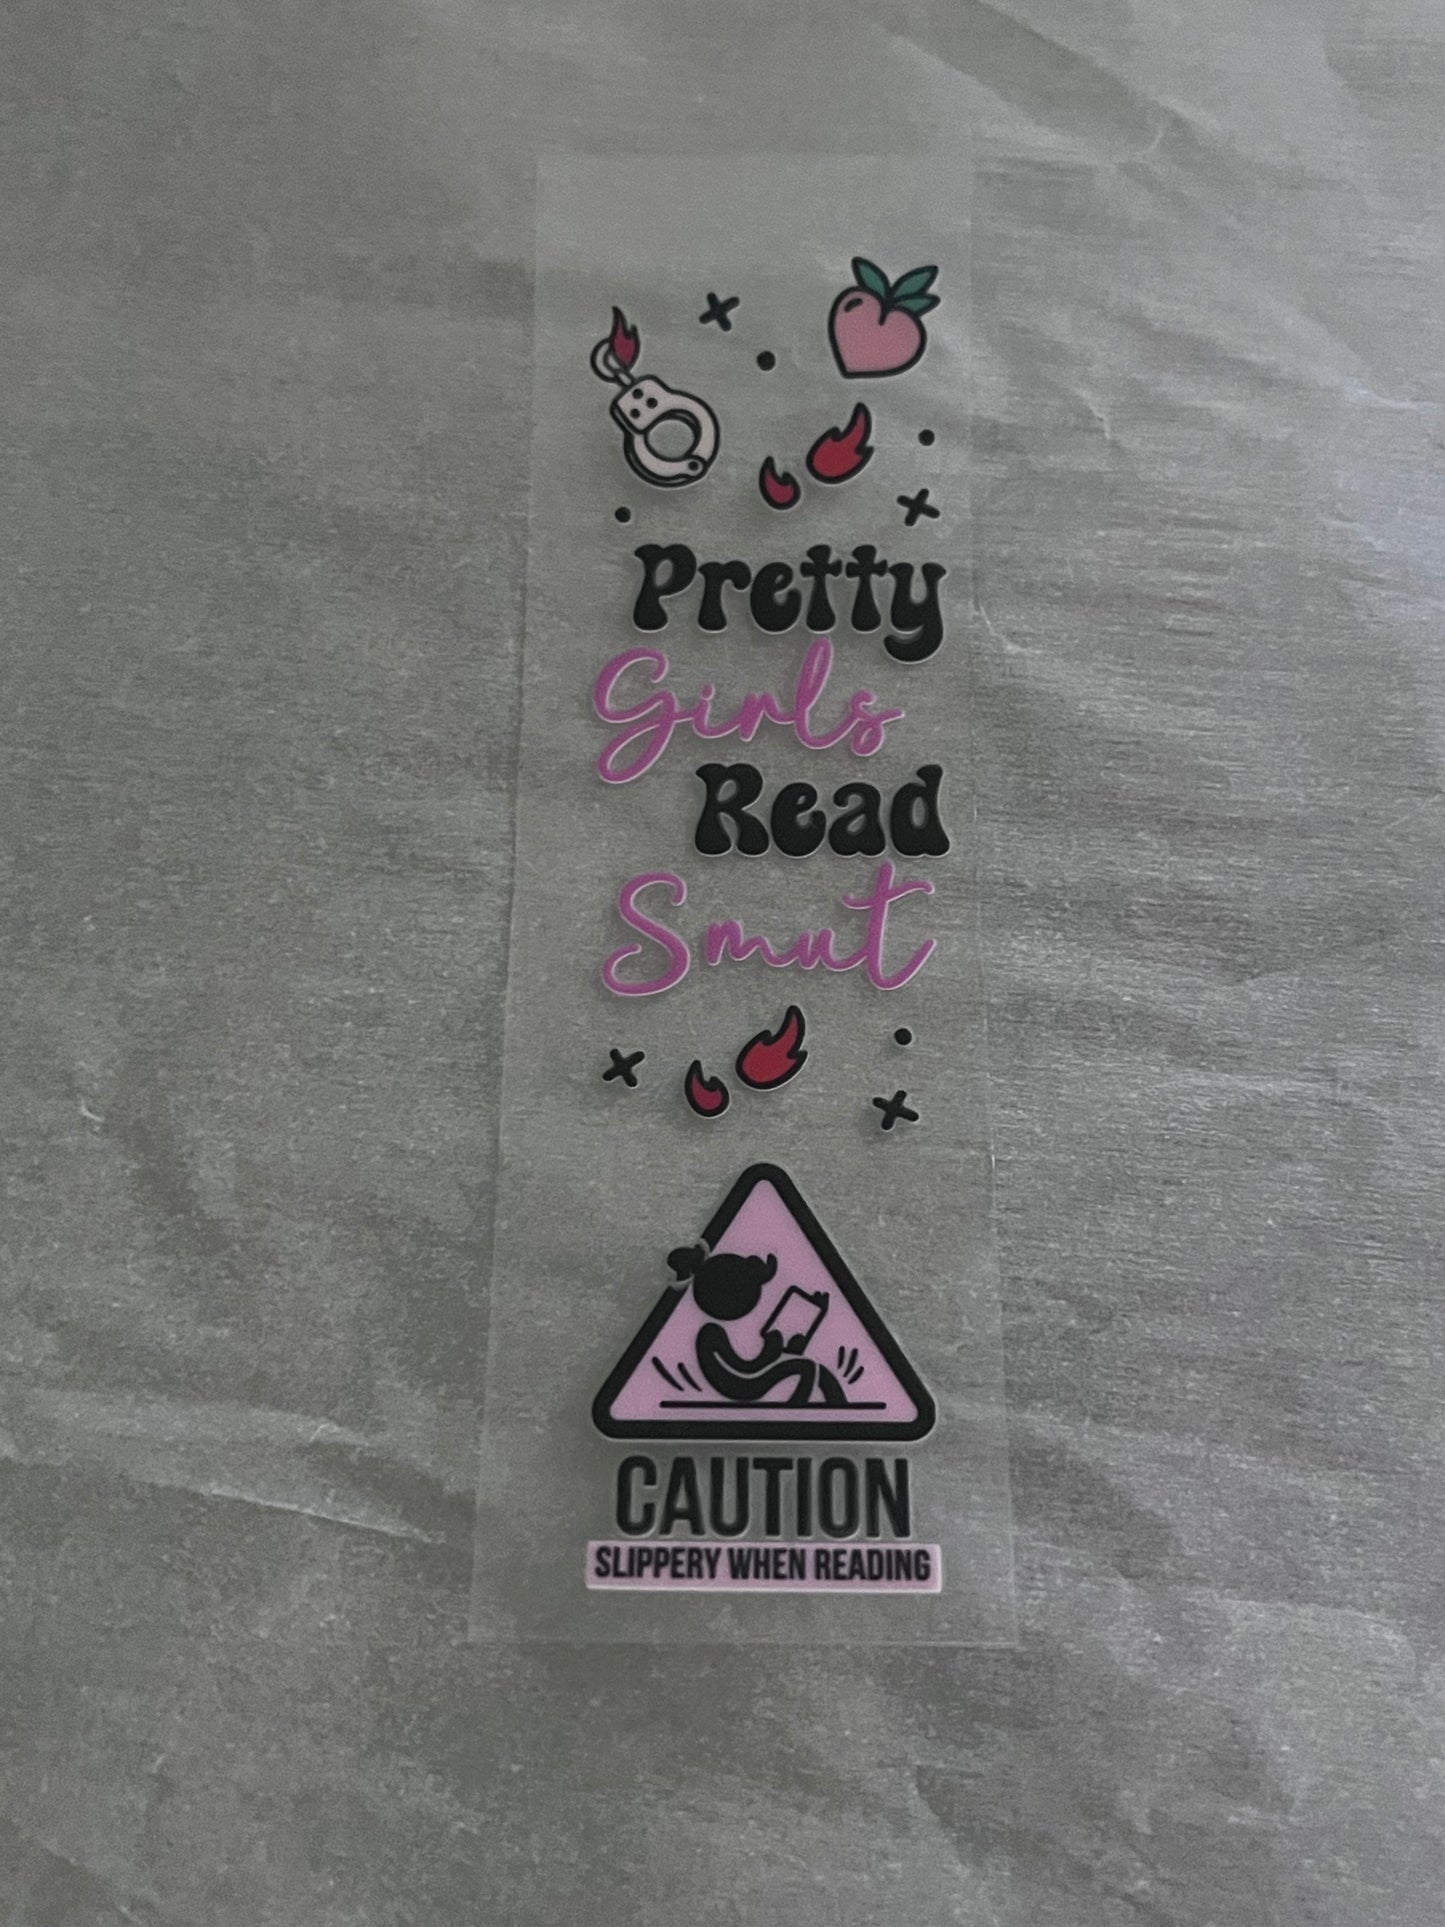 Pretty
Girls
Read
Smut
CAUTION
SLIPPERY WHEN READING